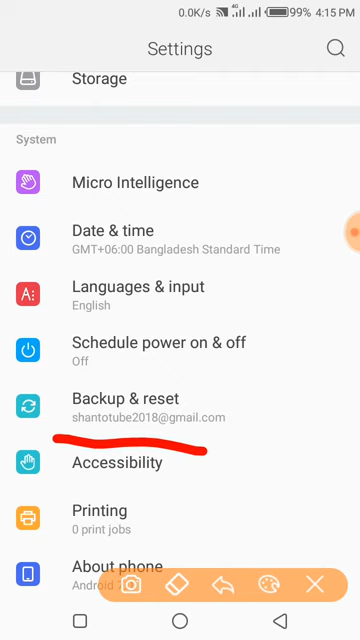 0.0K/s 4G 99% 4:15 PM
Settings
Storage
System
Micro Intelligence
Date & time
GMT+06:00 Bangladesh Standard Time
A:
Languages & input
English
Schedule power on & off
Off
Backup & reset
shantotube2018@gmail.com
Accessibility
Printing
0 print jobs
About phone
Android